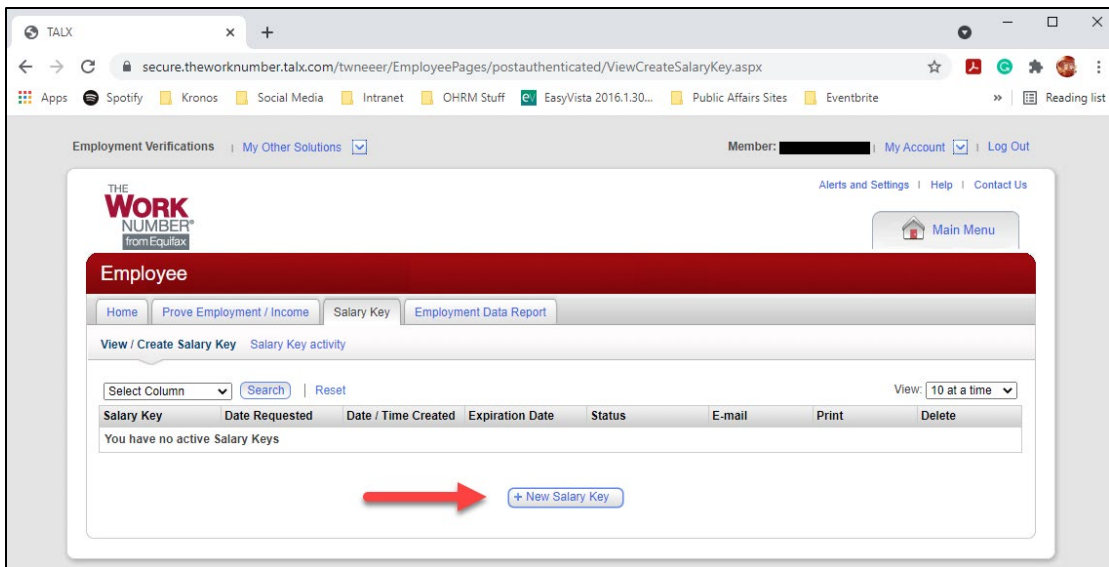 TALX
secure.theworknumber.talx.com/twneeer/EmployeePages/postauthenticated/ViewCreateSalaryKey.aspx
Apps Spotify Kronos Social Media Intranet OHRM Stuff eV EasyVista 2016.1.30... Public Affairs Sites Eventbrite » Reading list
Employment Verifications | My Other Solutions Member: | My Account | Log Out
Alerts and Settings | Help | Contact Us
THE
WORK
NUMBER®
from Equifax
Main Menu
Employee
Home Prove Employment / Income Salary Key Employment Data Report
View / Create Salary Key Salary Key activity
Select Column Search | Reset View: 10 at a time
Salary Key Date Requested Date / Time Created Expiration Date Status E-mail Print Delete
You have no active Salary Keys
+ New Salary Key